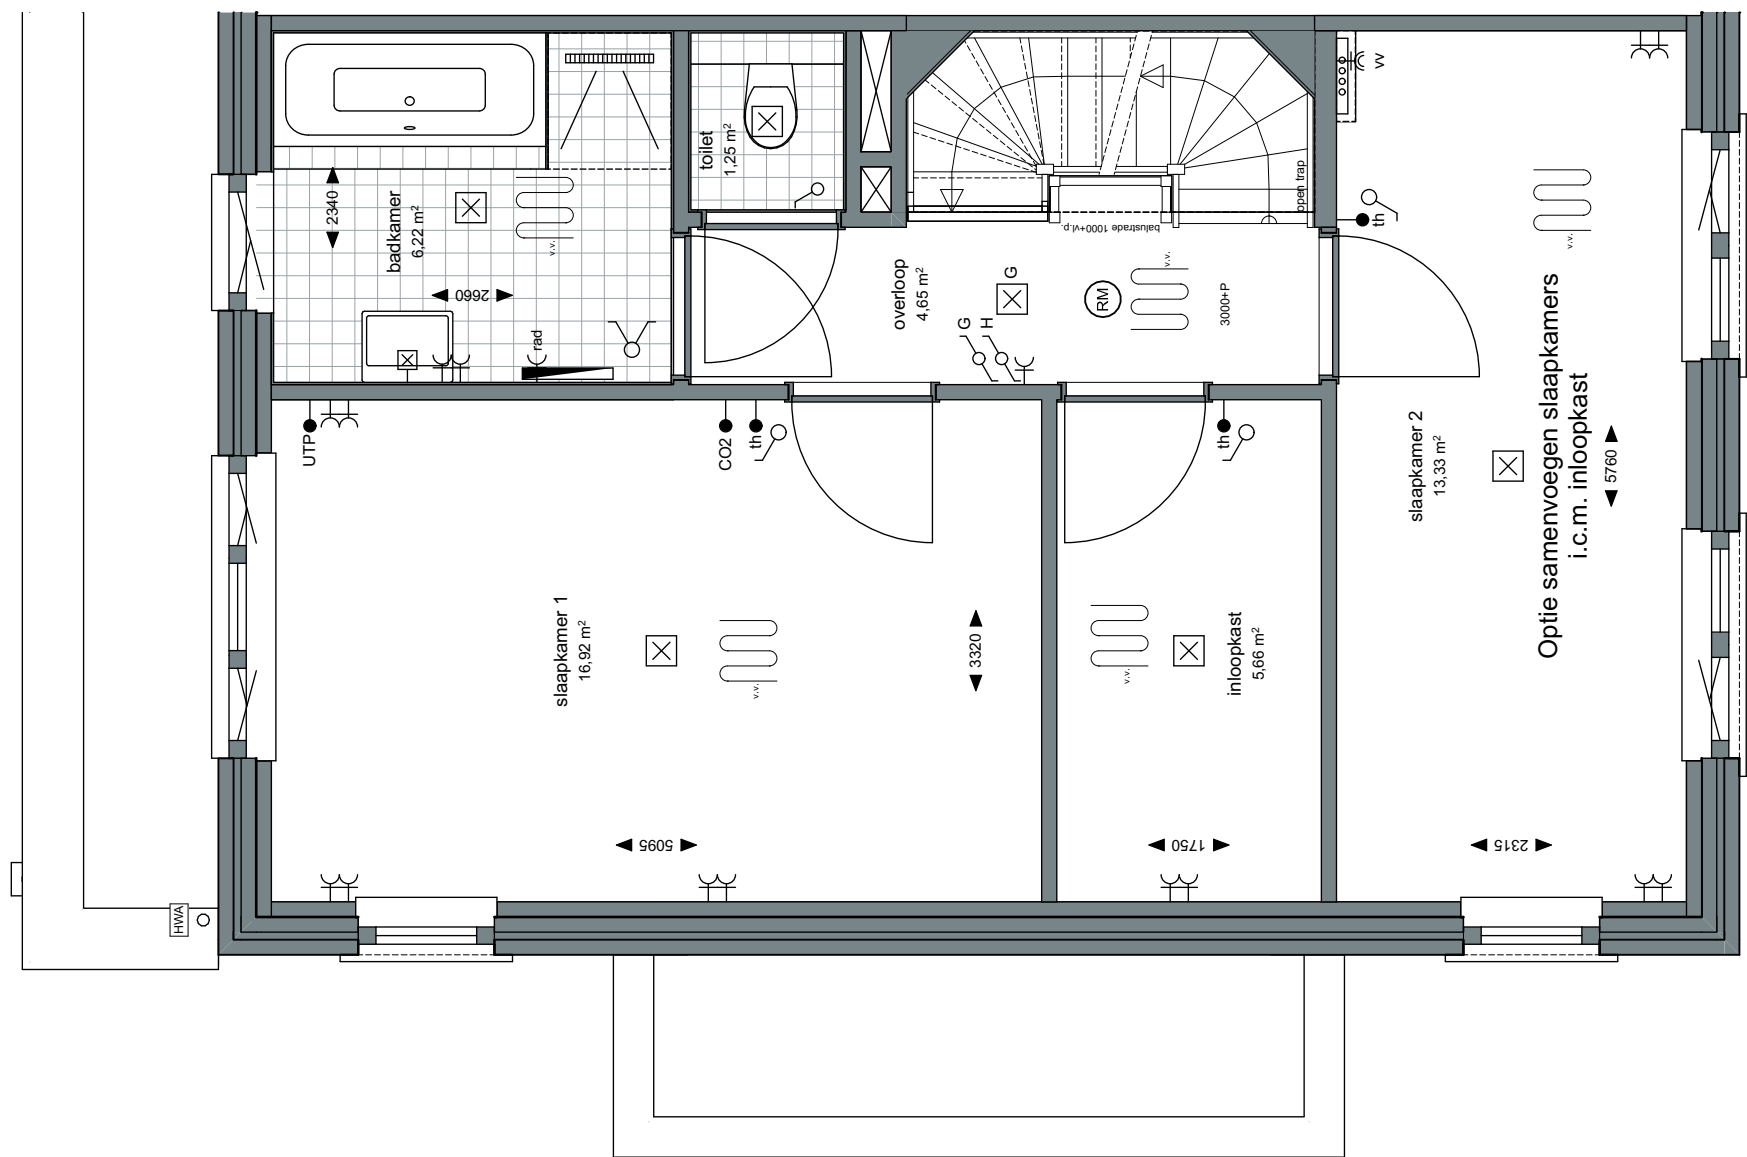 toilet
1,25 m²
badkamer
6,22 m²
2340
2660
rad
overloop
4,65 m²
G
H
G
RM
v.v.
v.v.
3000+P
balustrade 1000+vl.p.
open trap
vv
th
v.v.
UTP
CO2
th
th
slaapkamer 1
16,92 m²
v.v.
3320
5095
inloopkast
5,66 m²
v.v.
1750
slaapkamer 2
13,33 m²
Optie samenvoegen slaapkamers
i.c.m. inloopkast
5760
2315
HWA